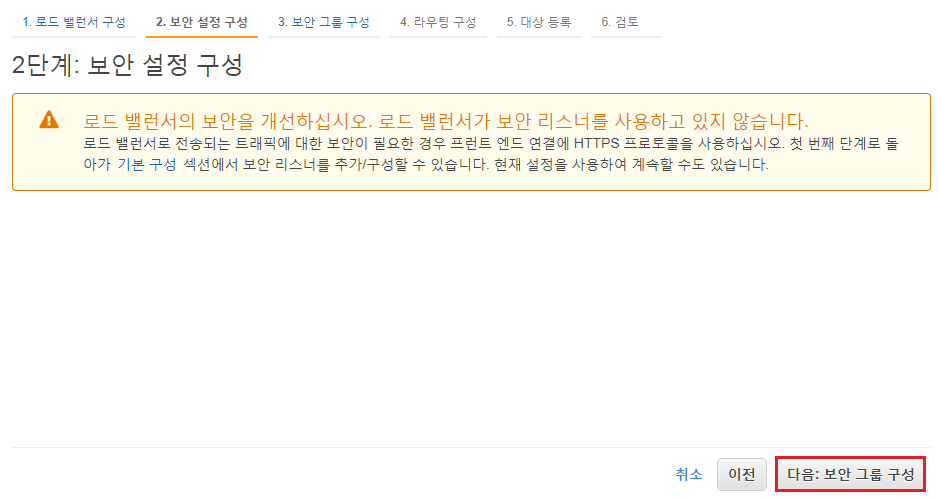 1. 로드 밸런서 구성 2. 보안 설정 구성 3. 보안 그룹 구성 4. 라우팅 구성 5. 대상 등록 6. 검토
2단계: 보안 설정 구성
로드 밸런서의 보안을 개선하십시오. 로드 밸런서가 보안 리스너를 사용하고 있지 않습니다.
로드 밸런서로 전송되는 트래픽에 대한 보안이 필요한 경우 프런트 엔드 연결에 HTTPS 프로토콜을 사용하십시오. 첫 번째 단계로 돌
아가 기본 구성 섹션에서 보안 리스너를 추가/구성할 수 있습니다. 현재 설정을 사용하여 계속할 수도 있습니다.
취소 이전 다음: 보안 그룹 구성